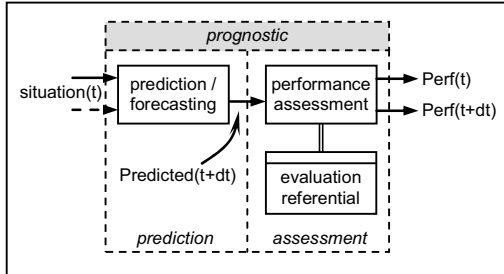 prognostic
situation(t)
prediction /
forecasting
performance
assessment
Perf(t)
Perf(t+dt)
Predicted(t+dt)
evaluation
referential
prediction
assessment